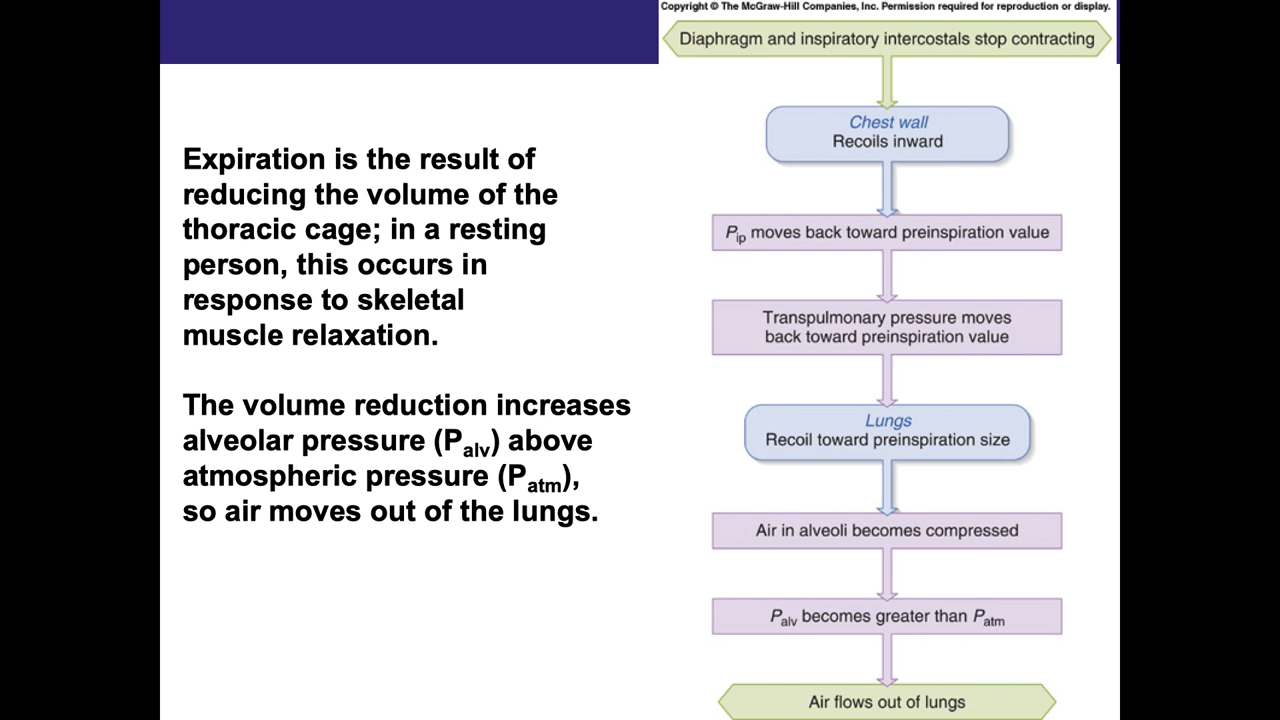 Copyright © The McGraw-Hill Companies, Inc. Permission required for reproduction or display.
Expiration is the result of
reducing the volume of the
thoracic cage; in a resting
person, this occurs in
response to skeletal
muscle relaxation.
The volume reduction increases
alveolar pressure (Palv) above
atmospheric pressure (Patm),
so air moves out of the lungs.
Diaphragm and inspiratory intercostals stop contracting
Chest wall
Recoils inward
Pip moves back toward preinspiration value
Transpulmonary pressure moves
back toward preinspiration value
Lungs
Recoil toward preinspiration size
Air in alveoli becomes compressed
Palv becomes greater than Patm
Air flows out of lungs